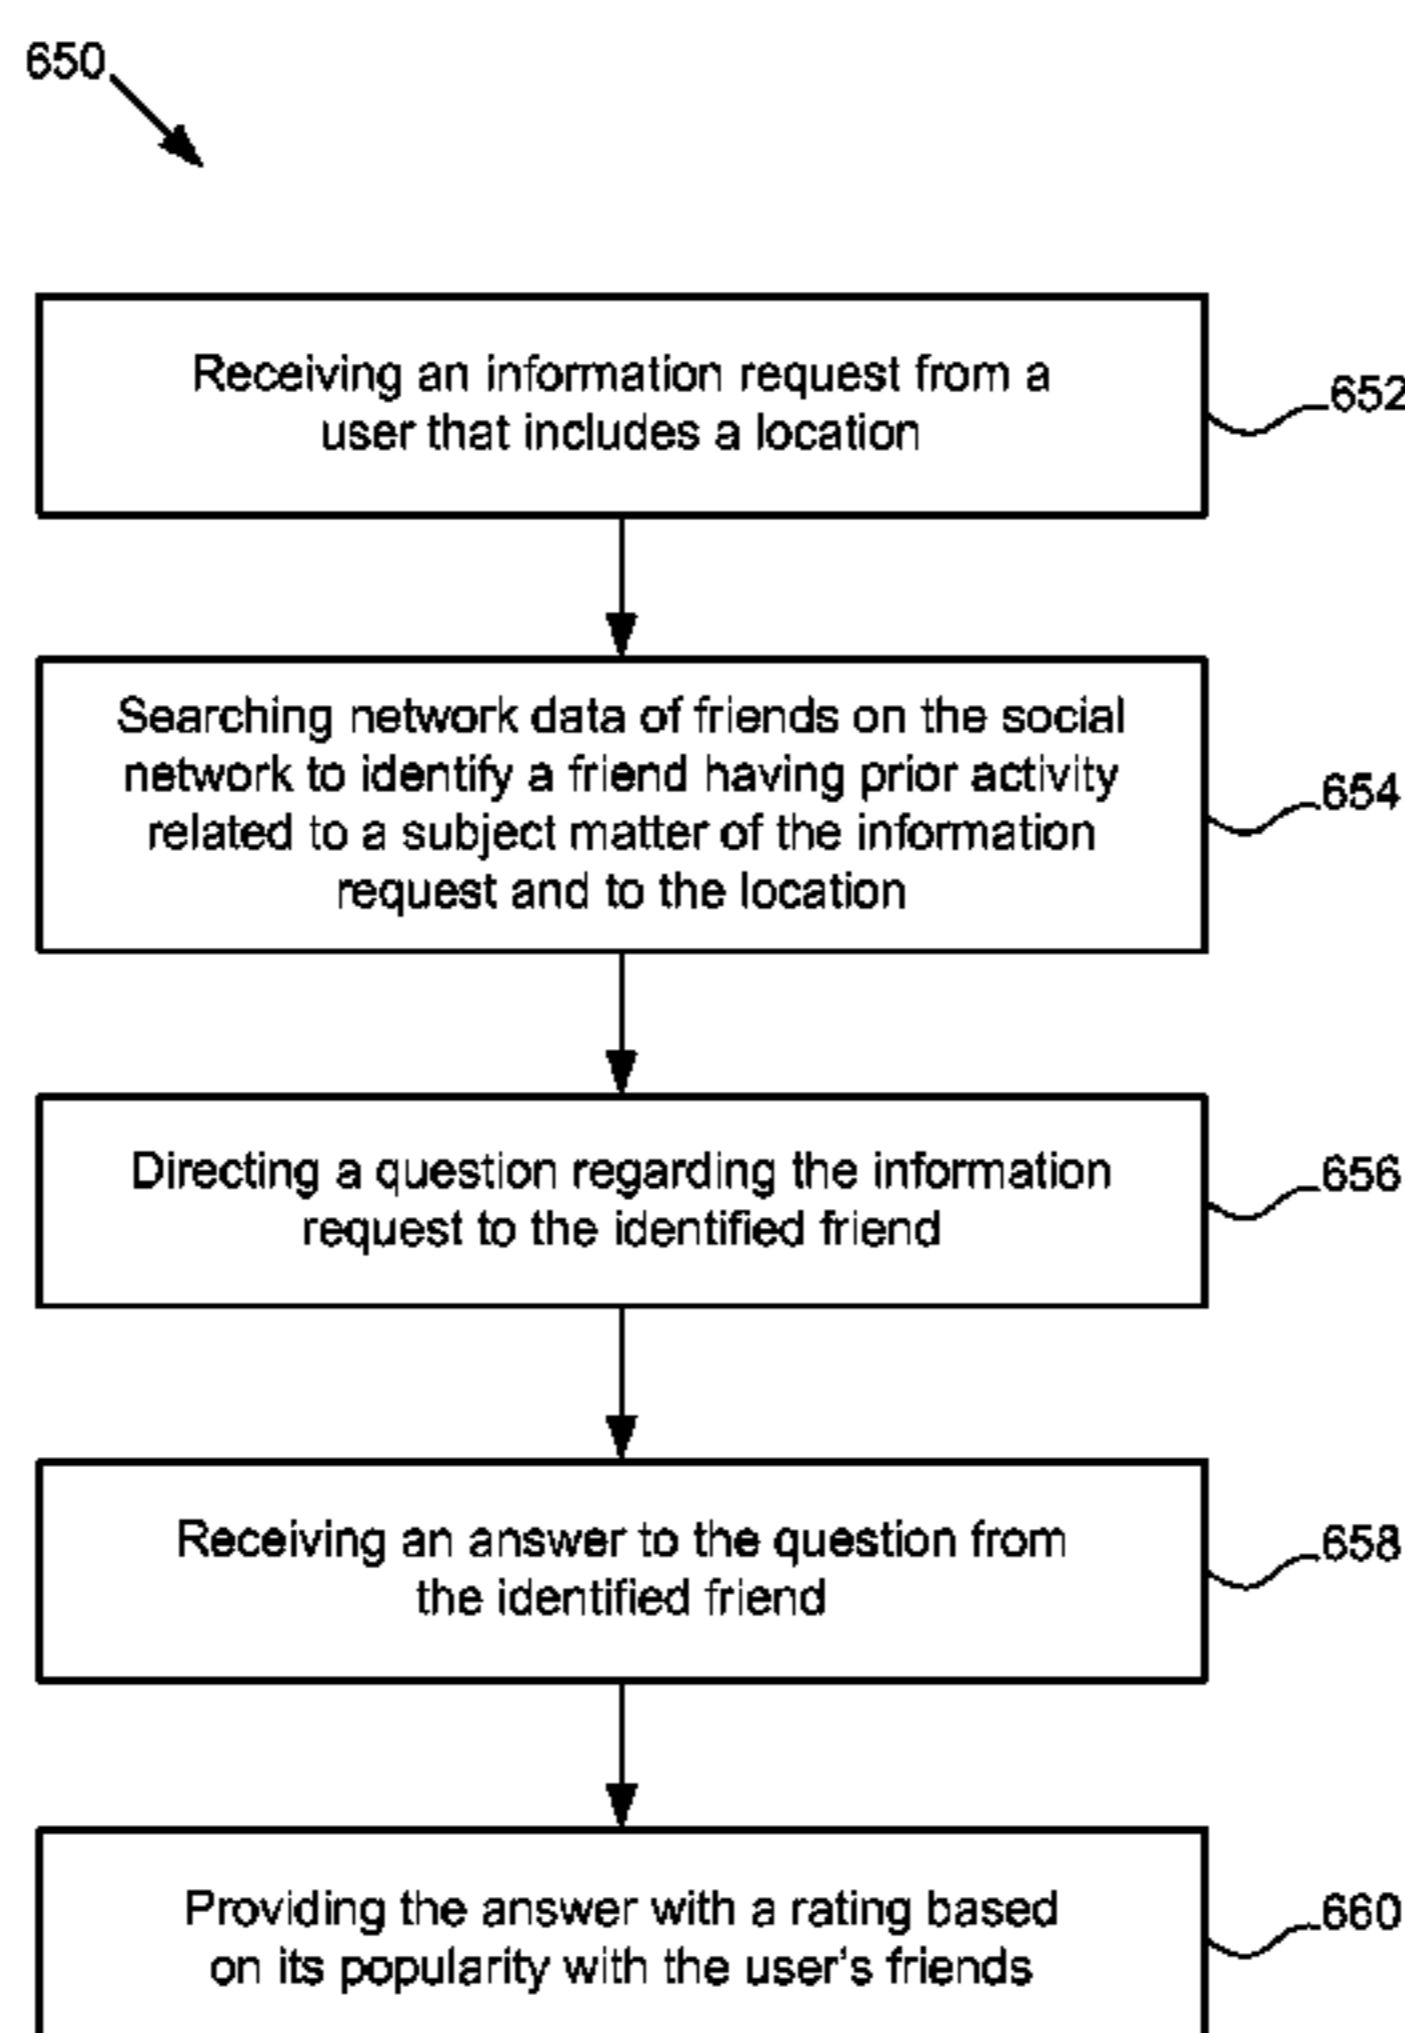 650
Receiving an information request from a
user that includes a location
652
Searching network data of friends on the social
network to identify a friend having prior activity
related to a subject matter of the information
request and to the location
654
Directing a question regarding the information
request to the identified friend
656
Receiving an answer to the question from
the identified friend
658
Providing the answer with a rating based
on its popularity with the user's friends
660